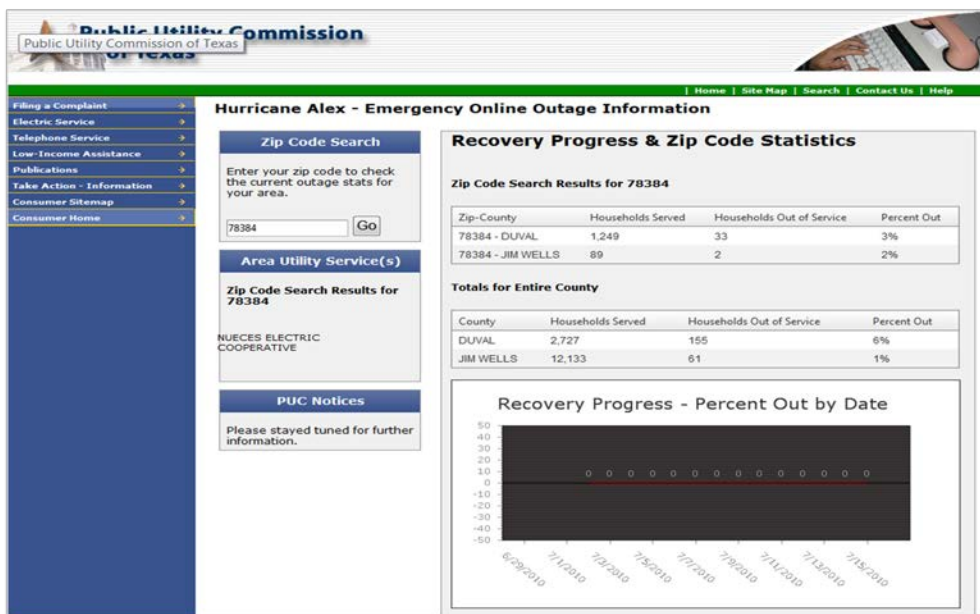 Public Utility Commission
of Texas
Public Utility Commission of Texas
| Home | Site Map | Search | Contact Us | Help
Filing a Complaint
Electric Service
Telephone Service
Low-Income Assistance
Publications
Take Action - Information
Consumer Sitemap
Consumer Home
Hurricane Alex - Emergency Online Outage Information
Zip Code Search
Enter your zip code to check
the current outage stats for
your area.
78384 Go
Area Utility Service(s)
Zip Code Search Results for
78384
NUECES ELECTRIC
COOPERATIVE
PUC Notices
Please stayed tuned for further
information.
Recovery Progress & Zip Code Statistics
Zip Code Search Results for 78384
Zip-County Households Served Households Out of Service Percent Out
78384 - DUVAL 1,249 33 3%
78384 - JIM WELLS 89 2 2%
Totals for Entire County
County Households Served Households Out of Service Percent Out
DUVAL 2,727 155 6%
JIM WELLS 12,133 61 1%
Recovery Progress - Percent Out by Date
50
40
30
20
10
0
-10
-20
-30
-40
-50
0 0 0 0 0 0 0 0 0 0 0 0 0 0
6/29/2010 7/1/2010 7/3/2010 7/5/2010 7/7/2010 7/9/2010 7/11/2010 7/13/2010 7/15/2010